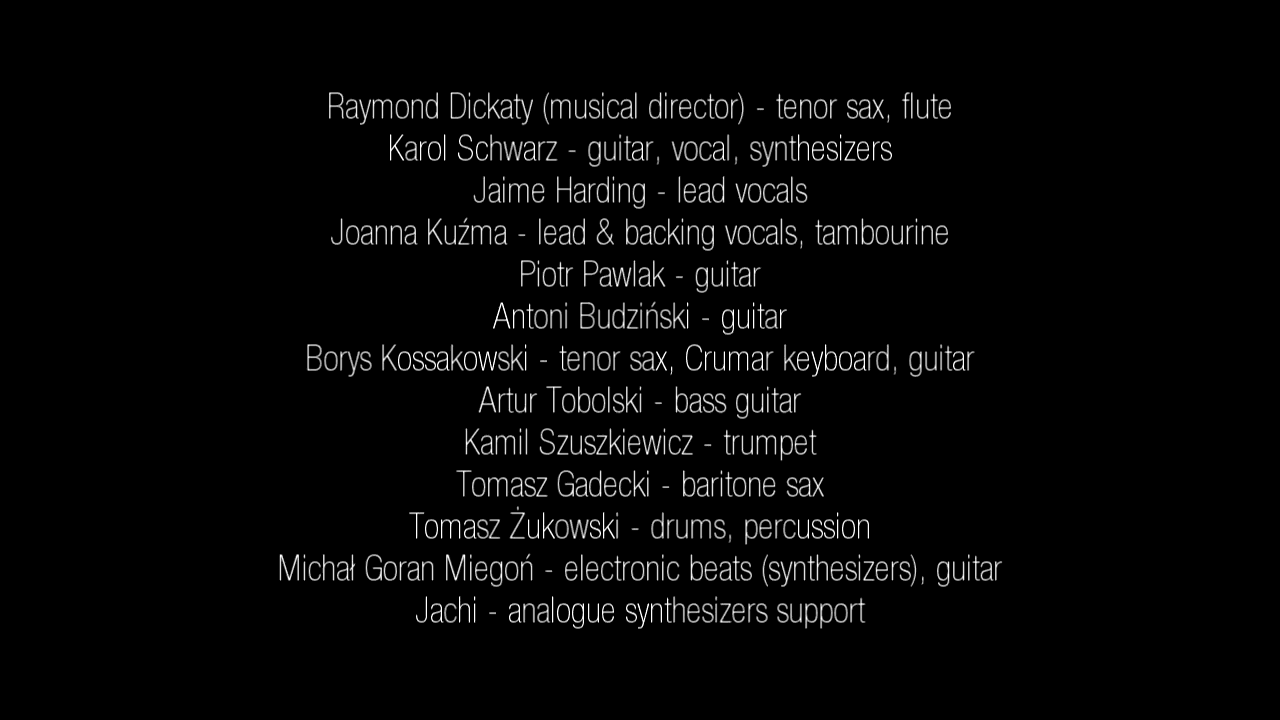 Raymond Dickaty (musical director) - tenor sax, flute
Karol Schwarz - guitar, vocal, synthesizers
Jaime Harding - lead vocals
Joanna Kuźma - lead & backing vocals, tambourine
Piotr Pawlak - guitar
Antoni Budziński - guitar
Borys Kossakowski - tenor sax, Crumar keyboard, guitar
Artur Tobolski - bass guitar
Kamil Szuszkiewicz - trumpet
Tomasz Gadecki - baritone sax
Tomasz Żukowski - drums, percussion
Michał Goran Miegoń - electronic beats (synthesizers), guitar
Jachi - analogue synthesizers support